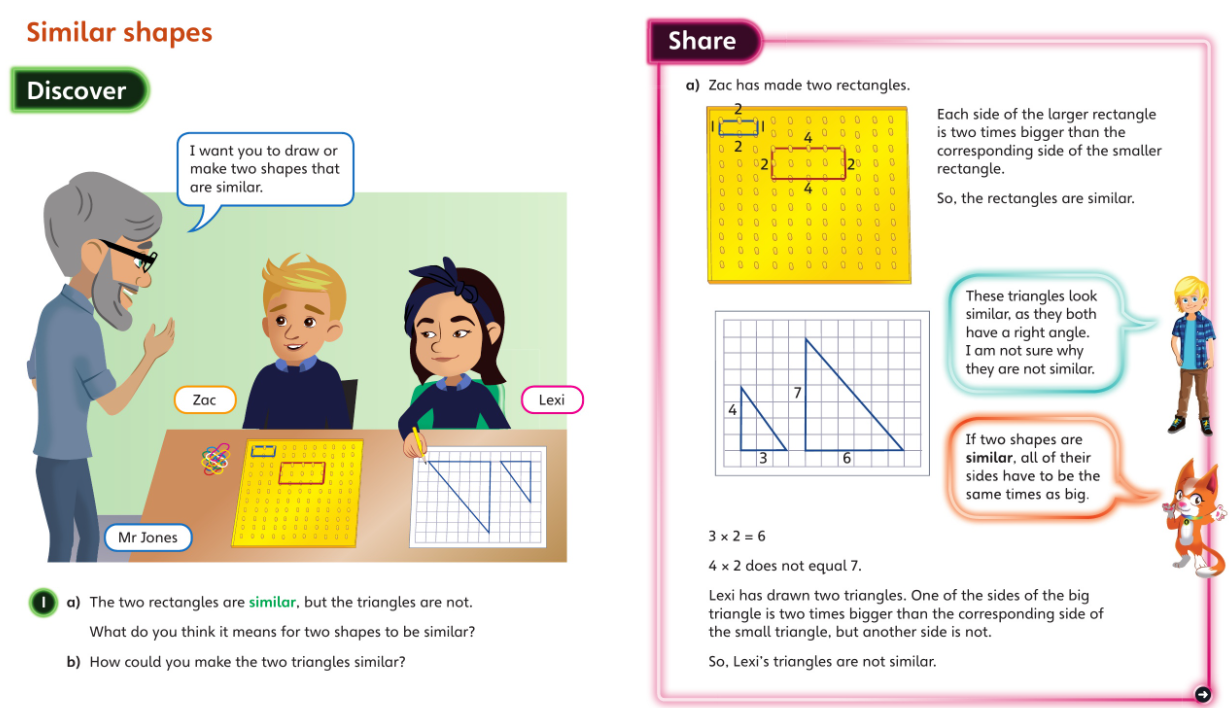 Similar shapes
Discover
I want you to draw or
make two shapes that
are similar.
Zac
Lexi
Mr Jones
1 a) The two rectangles are similar, but the triangles are not.
What do you think it means for two shapes to be similar?
b) How could you make the two triangles similar?
Share
a) Zac has made two rectangles.
2
1 1
2
4
2 2
4
Each side of the larger rectangle
is two times bigger than the
corresponding side of the smaller
rectangle.
So, the rectangles are similar.
These triangles look
similar, as they both
have a right angle.
I am not sure why
they are not similar.
7
4
3 6
If two shapes are
similar, all of their
sides have to be the
same times as big.
3 × 2 = 6
4 × 2 does not equal 7.
Lexi has drawn two triangles. One of the sides of the big
triangle is two times bigger than the corresponding side of
the small triangle, but another side is not.
So, Lexi’s triangles are not similar.